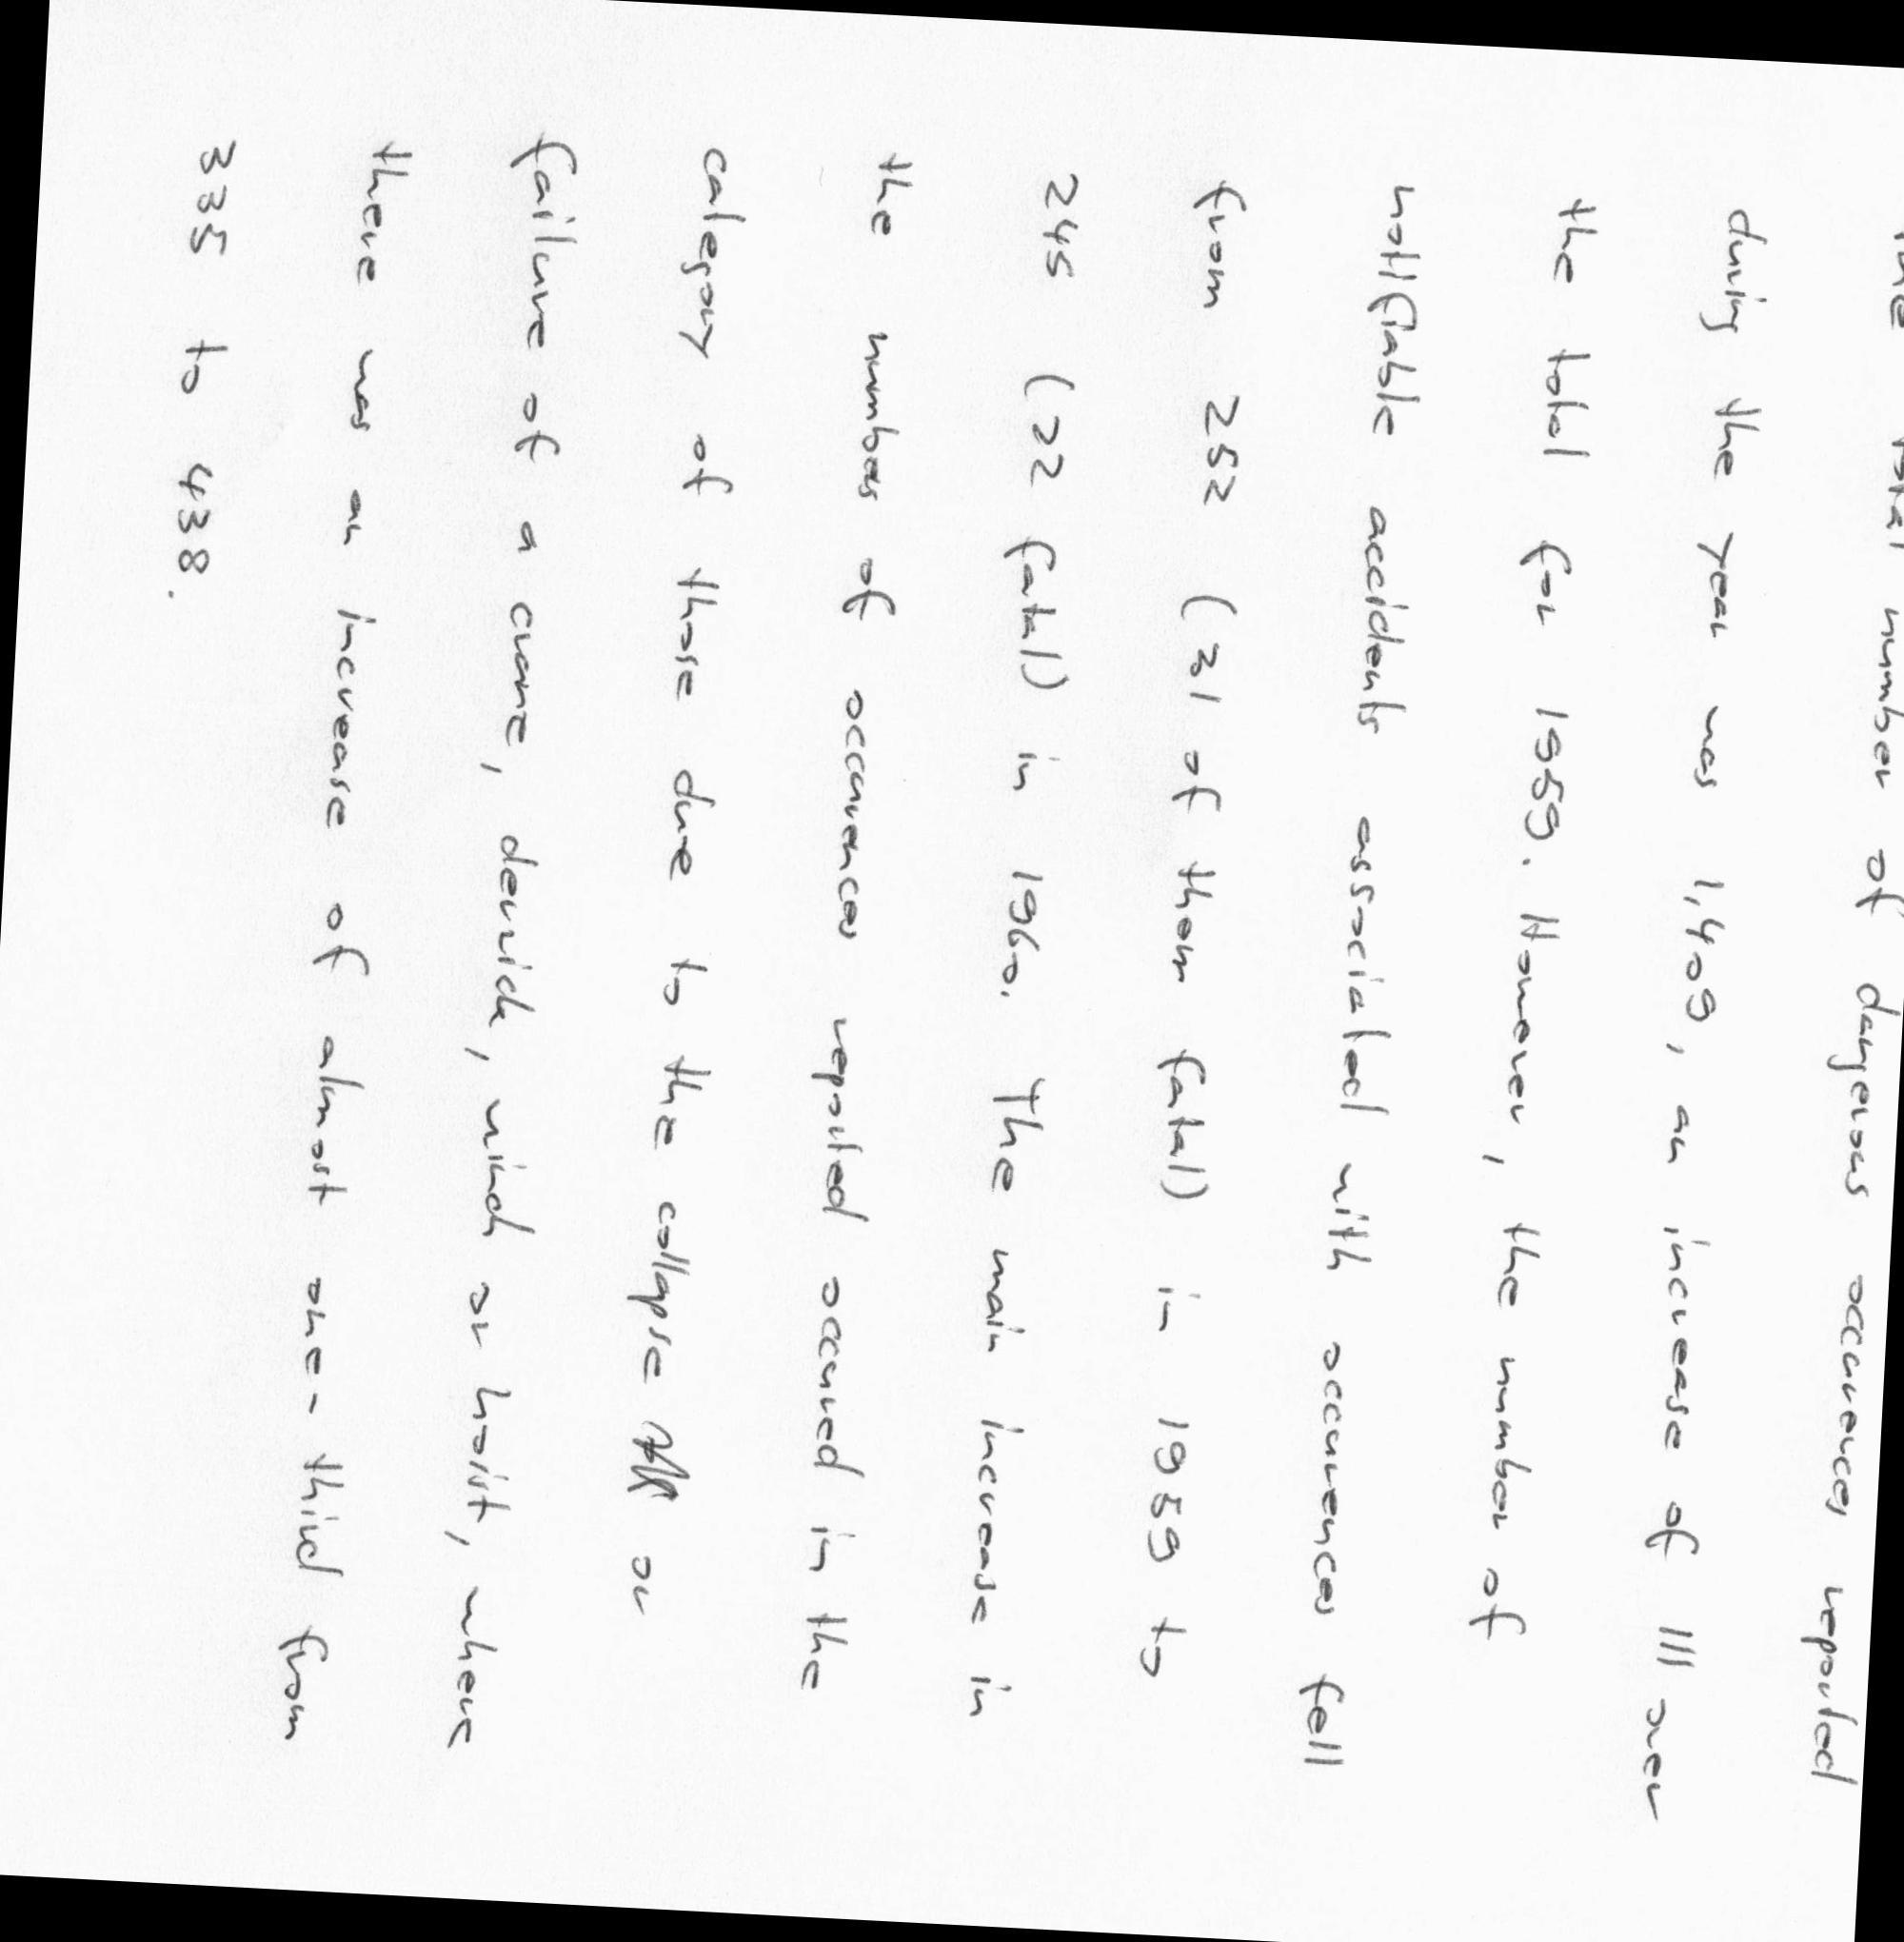 The total number of dangerous occurences reported
during the year was 1,409, an increase of 111 over
the total for 1959. However, the number of
notifiable accidents associated with occurences fell
from 252 (31 of them fatal) in 1959 to
245 (22 fatal) in 1960. The main increase in
the numbers of occurences reported occured in the
category of those due to the collapse or
failure of a crane, derrick, winch or hoist, where
there was an increase of almost one-third from
335 to 438.